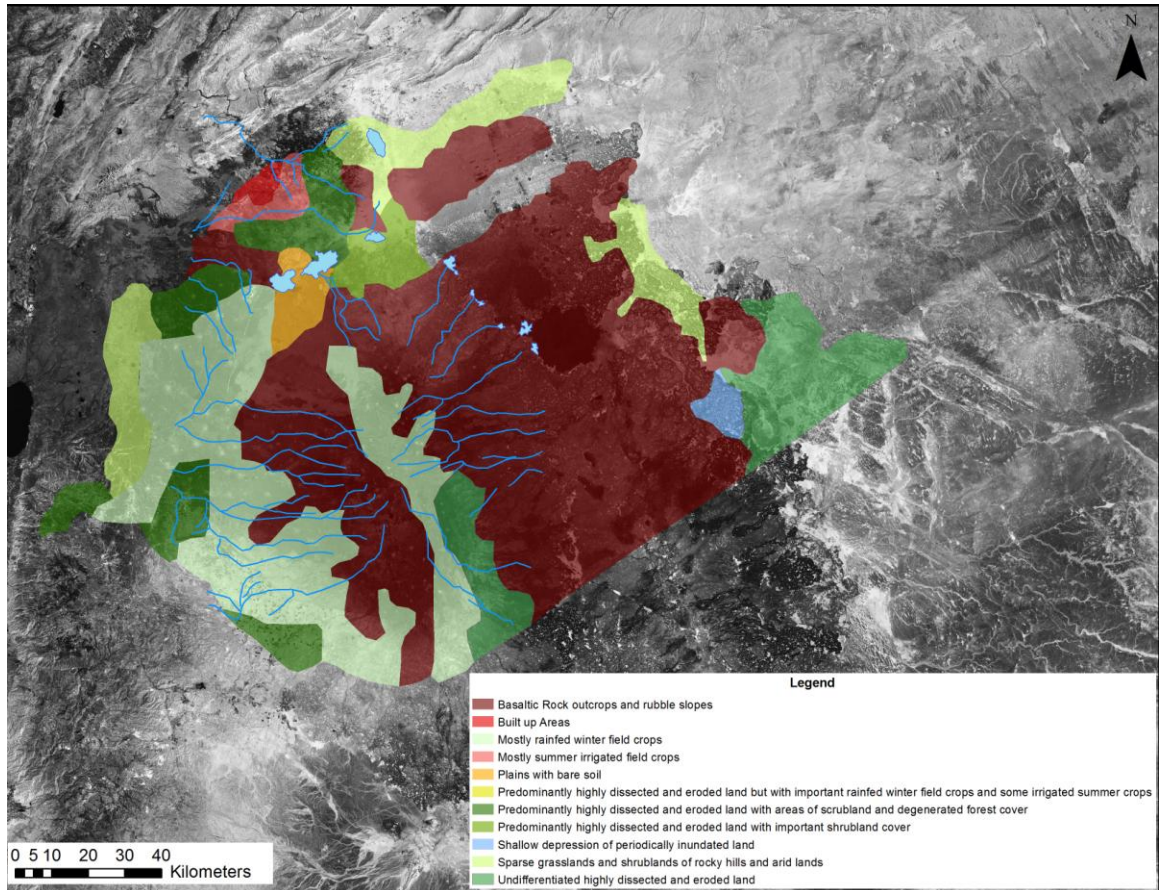 N
Legend
Basaltic Rock outcrops and rubble slopes
Built up Areas
Mostly rainfed winter field crops
Mostly summer irrigated field crops
Plains with bare soil
Predominantly highly dissected and eroded land but with important rainfed winter field crops and some irrigated summer crops
Predominantly highly dissected and eroded land with areas of scrubland and degenerated forest cover
Predominantly highly dissected and eroded land with important shrubland cover
Shallow depression of periodically inundated land
Sparse grasslands and shrublands of rocky hills and arid lands
Undifferentiated highly dissected and eroded land
0 5 10 20 30 40
Kilometers